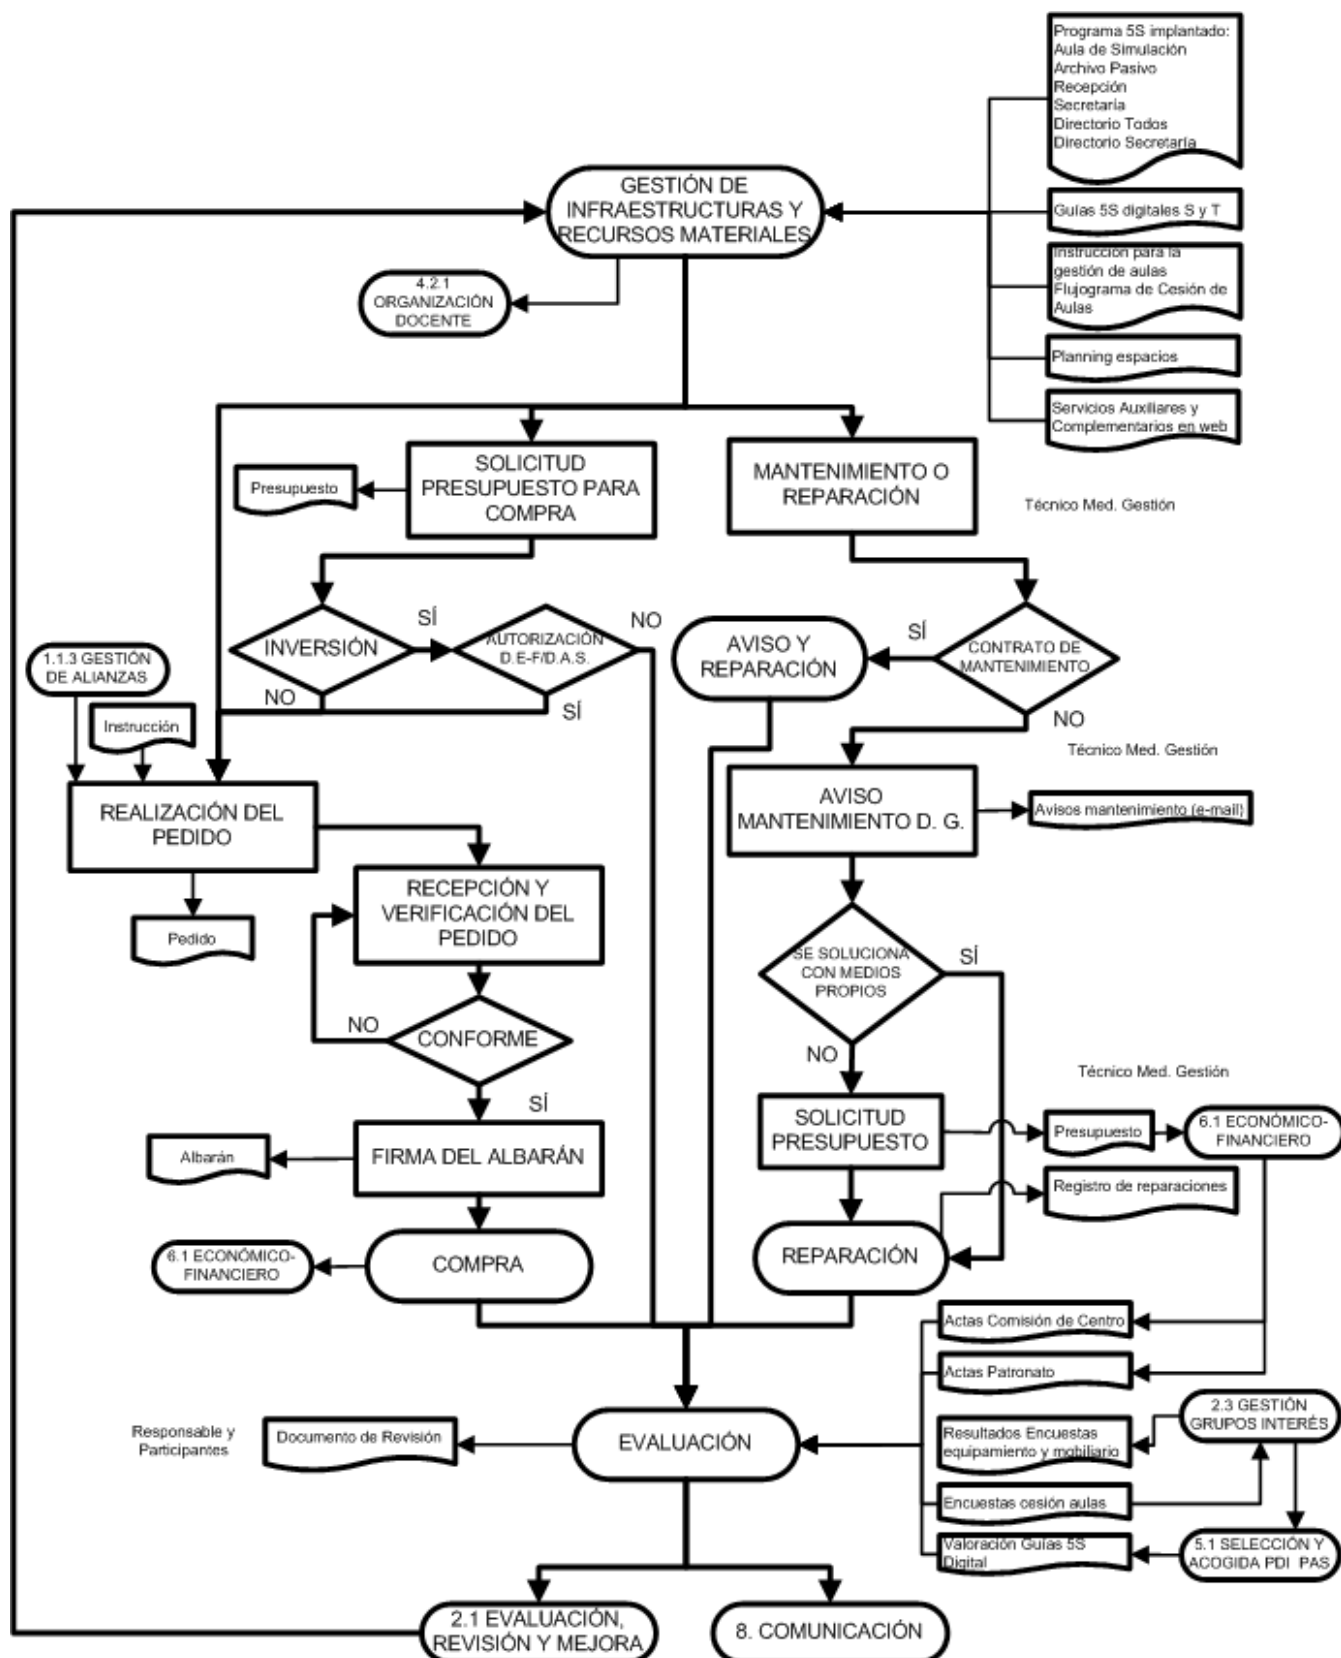 Programa 5S implantado:
Aula de Simulación
Archivo Pasivo
Recepción
Secretaría
Directorio Todos
Directorio Secretaría
GESTIÓN DE
INFRAESTRUCTURAS Y
RECURSOS MATERIALES
Guías 5S digitales S y T
4.2.1
ORGANIZACIÓN
DOCENTE
Instrucción para la
gestión de aulas
Flujograma de Cesión de
Aulas
Planning espacios
Servicios Auxiliares y
Complementarios en web
SOLICITUD
PRESUPUESTO PARA
COMPRA
Presupuesto
MANTENIMIENTO O
REPARACIÓN
Técnico Med. Gestión
INVERSIÓN
SÍ
NO
AUTORIZACIÓN
D.E-F/D.A.S.
NO
SÍ
AVISO Y
REPARACIÓN
SÍ
CONTRATO DE
MANTENIMIENTO
NO
1.1.3 GESTIÓN
DE ALIANZAS
Instrucción
Técnico Med. Gestión
REALIZACIÓN DEL
PEDIDO
AVISO
MANTENIMIENTO D. G.
Avisos mantenimiento (e-mail)
Pedido
RECEPCIÓN Y
VERIFICACIÓN DEL
PEDIDO
SE SOLUCIONA
CON MEDIOS
PROPIOS
SÍ
NO
NO
CONFORME
SÍ
Técnico Med. Gestión
SOLICITUD
PRESUPUESTO
Presupuesto
6.1 ECONÓMICO-
FINANCIERO
Albarán
FIRMA DEL ALBARÁN
Registro de reparaciones
6.1 ECONÓMICO-
FINANCIERO
COMPRA
REPARACIÓN
Actas Comisión de Centro
Actas Patronato
Responsable y
Participantes
Documento de Revisión
EVALUACIÓN
Resultados Encuestas
equipamiento y mobiliario
2.3 GESTIÓN
GRUPOS INTERÉS
Encuestas cesión aulas
Valoración Guías 5S
Digital
5.1 SELECCIÓN Y
ACOGIDA PDI PAS
2.1 EVALUACIÓN,
REVISIÓN Y MEJORA
8. COMUNICACIÓN